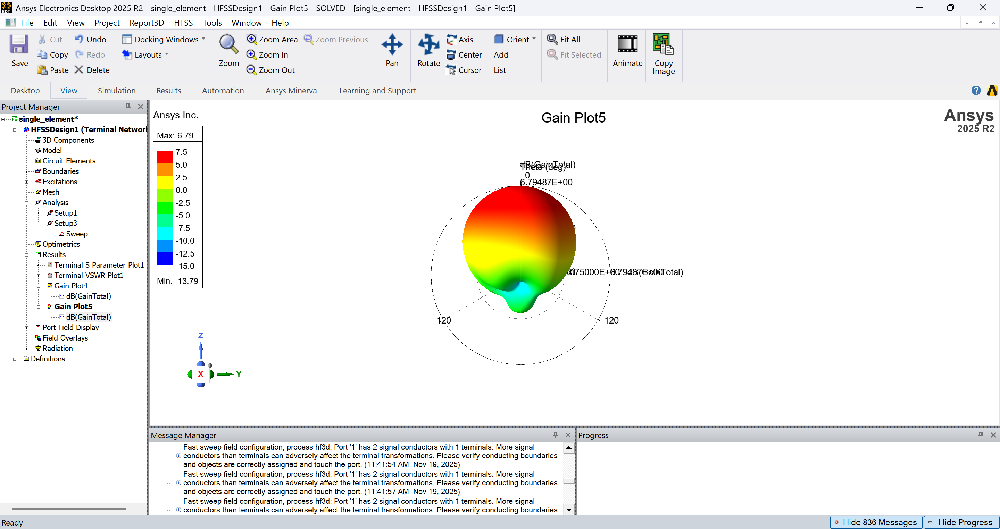 Ansys Electronics Desktop 2025 R2 - single_element - HFSSDesign1 - Gain Plot5 - SOLVED - [single_element - HFSSDesign1 - Gain Plot5]
File Edit View Project Report3D HFSS Tools Window Help
Save
Cut
Copy
Paste
Undo
Redo
Delete
Docking Windows
Layouts
Zoom
Zoom Area
Zoom In
Zoom Out
Zoom Previous
Pan
Rotate
Axis
Center
Cursor
Orient
Add
List
Fit All
Fit Selected
Animate
Copy
Image
Desktop View Simulation Results Automation Ansys Minerva Learning and Support
Project Manager
single_element*
HFSSDesign1 (Terminal Networ
3D Components
Model
Circuit Elements
Boundaries
Excitations
Mesh
Analysis
Setup1
Setup3
Sweep
Optimetrics
Results
Terminal S Parameter Plot1
Terminal VSWR Plot1
Gain Plot4
dB(GainTotal)
Gain Plot5
dB(GainTotal)
Port Field Display
Field Overlays
Radiation
Definitions
Ansys Inc.
Gain Plot5
Ansys
2025 R2
Max: 6.79
7.5
5.0
2.5
0.0
-2.5
-5.0
-7.5
-10.0
-12.5
-15.0
Min: -13.79
dB(GainTotal)
Theta (deg)
0
6.79487E+00
120
120
Z
X
Y
Message Manager
Fast sweep field configuration, process hf3d: Port '1' has 2 signal conductors with 1 terminals. More signal
conductors than terminals can adversely affect the terminal transformations. Please verify conducting boundaries
and objects are correctly assigned and touch the port. (11:41:54 AM Nov 19, 2025)
Fast sweep field configuration, process hf3d: Port '1' has 2 signal conductors with 1 terminals. More signal
conductors than terminals can adversely affect the terminal transformations. Please verify conducting boundaries
and objects are correctly assigned and touch the port. (11:41:57 AM Nov 19, 2025)
Fast sweep field configuration, process hf3d: Port '1' has 2 signal conductors with 1 terminals. More signal
conductors than terminals can adversely affect the terminal transformations. Please verify conducting boundaries
Progress
Ready
Hide 836 Messages
Hide Progress